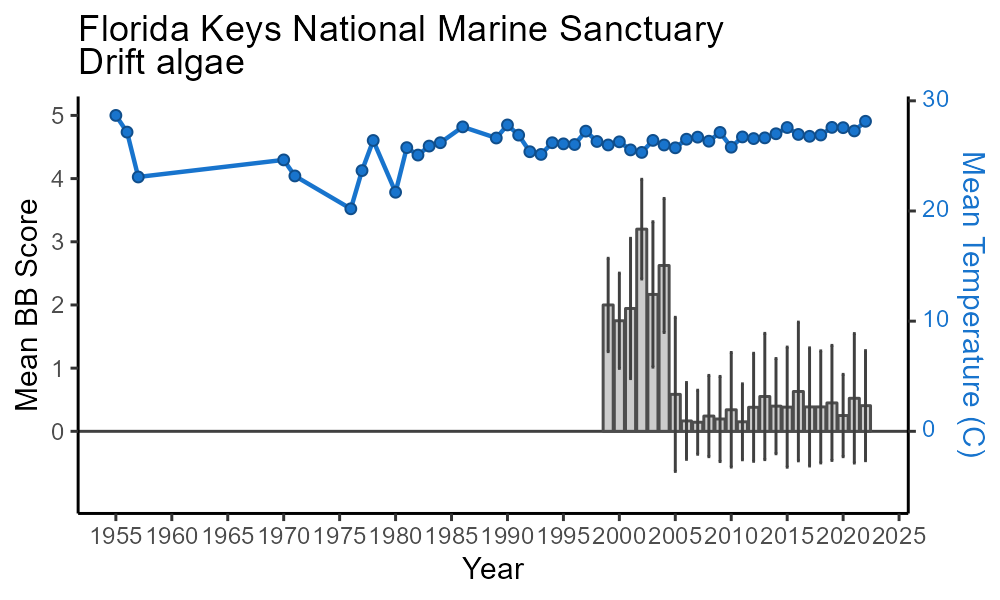 Florida Keys National Marine Sanctuary
Drift algae
Mean BB Score
5
4
3
2
1
0
30
20
10
0
Mean Temperature (C)
1955 1960 1965 1970 1975 1980 1985 1990 1995 2000 2005 2010 2015 2020 2025
Year